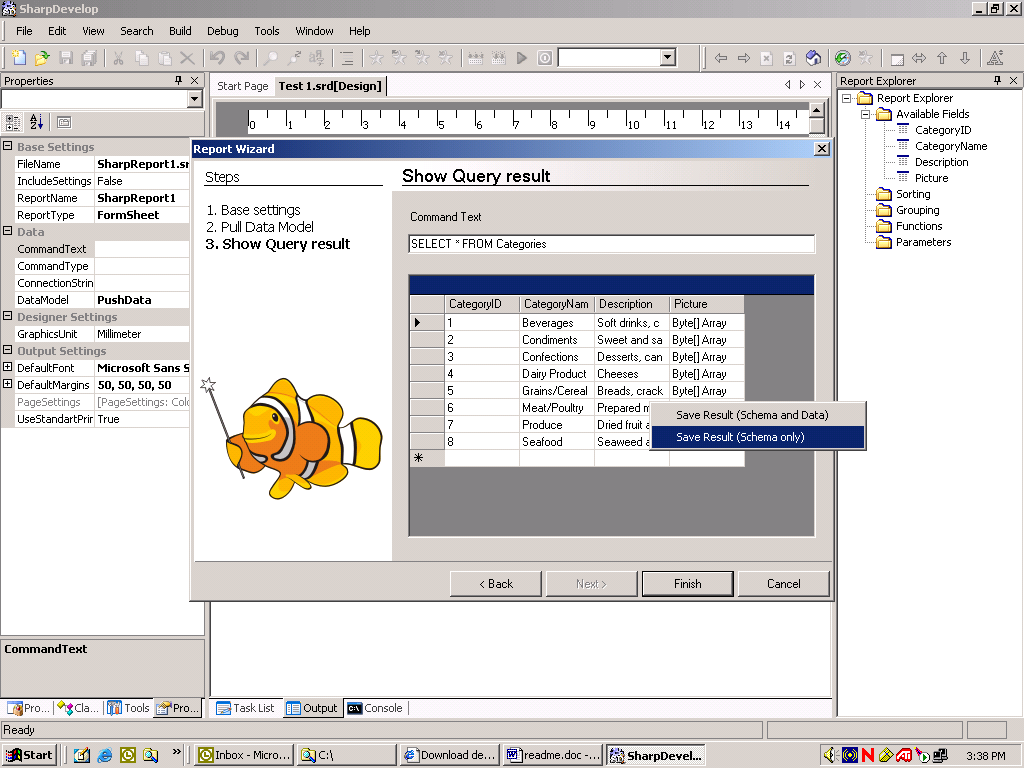 SharpDevelop
File Edit View Search Build Debug Tools Window Help
Properties
Start Page Test 1.srd[Design]
0 1 2 3 4 5 6 7 8 9 10 11 12 13 14
Base Settings
FileName SharpReport1.sr
IncludeSettings False
ReportName SharpReport1
ReportType FormSheet
Data
CommandText
CommandType
ConnectionStrin
DataModel PushData
Designer Settings
GraphicsUnit Millimeter
Output Settings
DefaultFont Microsoft Sans S
DefaultMargins 50, 50, 50, 50
PageSettings [PageSettings: Colo
UseStandartPrir True
CommandText
Pro... Cla... Tools Pro...
Report Wizard
Steps
1. Base settings
2. Pull Data Model
3. Show Query result
Show Query result
Command Text
SELECT * FROM Categories
CategoryID CategoryNam Description Picture
1 Beverages Soft drinks, c Byte[] Array
2 Condiments Sweet and sa Byte[] Array
3 Confections Desserts, can Byte[] Array
4 Dairy Product Cheeses Byte[] Array
5 Grains/Cereal Breads, crack Byte[] Array
6 Meat/Poultry Prepared m
7 Produce Dried fruit a
8 Seafood Seaweed a
Save Result (Schema and Data)
Save Result (Schema only)
< Back Next > Finish Cancel
Report Explorer
Report Explorer
Available Fields
CategoryID
CategoryName
Description
Picture
Sorting
Grouping
Functions
Parameters
Task List Output Console
Ready
Start Inbox - Micro... C:\ Download de... readme.doc -... SharpDevel... 3:38 PM